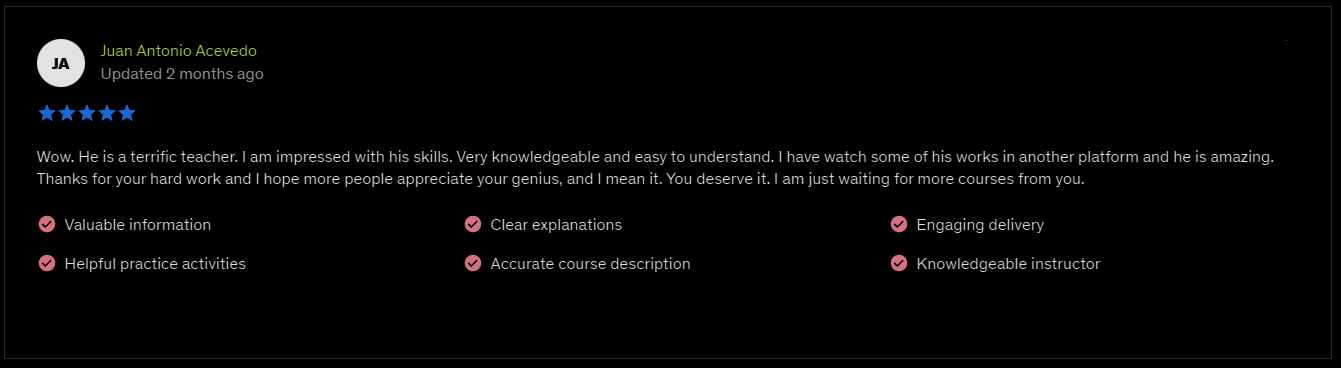 JA
Juan Antonio Acevedo
Updated 2 months ago
Wow. He is a terrific teacher. I am impressed with his skills. Very knowledgeable and easy to understand. I have watch some of his works in another platform and he is amazing.
Thanks for your hard work and I hope more people appreciate your genius, and I mean it. You deserve it. I am just waiting for more courses from you.
Valuable information
Clear explanations
Engaging delivery
Helpful practice activities
Accurate course description
Knowledgeable instructor